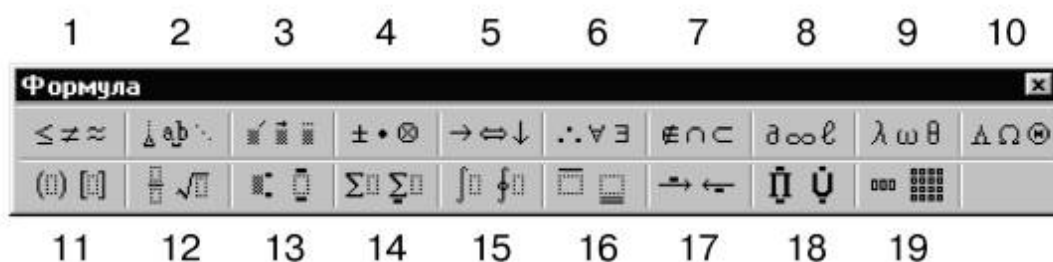 1 2 3 4 5 6 7 8 9 10
Формула
≤ ≠ ≈ ab ⋱ ± • ⊗ → ⇔ ↓ ∴ ∀ ∃ ∉ ∩ ⊂ ∂ ∞ ℓ λ ω θ Λ Ω Θ
( ) [ ] √ Σ Σ ∫ ∮ → ← Π Ụ
11 12 13 14 15 16 17 18 19